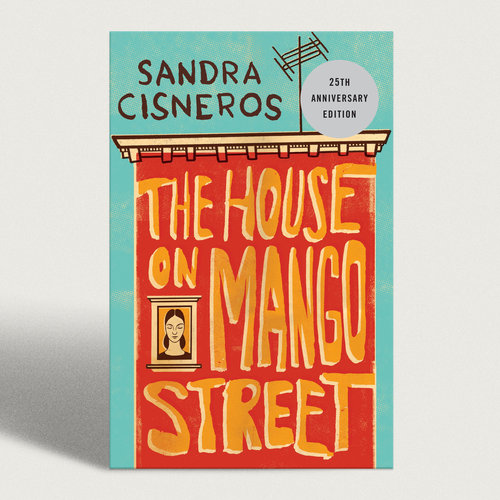 SANDRA
CISNEROS
25TH
ANNIVERSARY
EDITION
THE HOUSE
ON MANGO
STREET